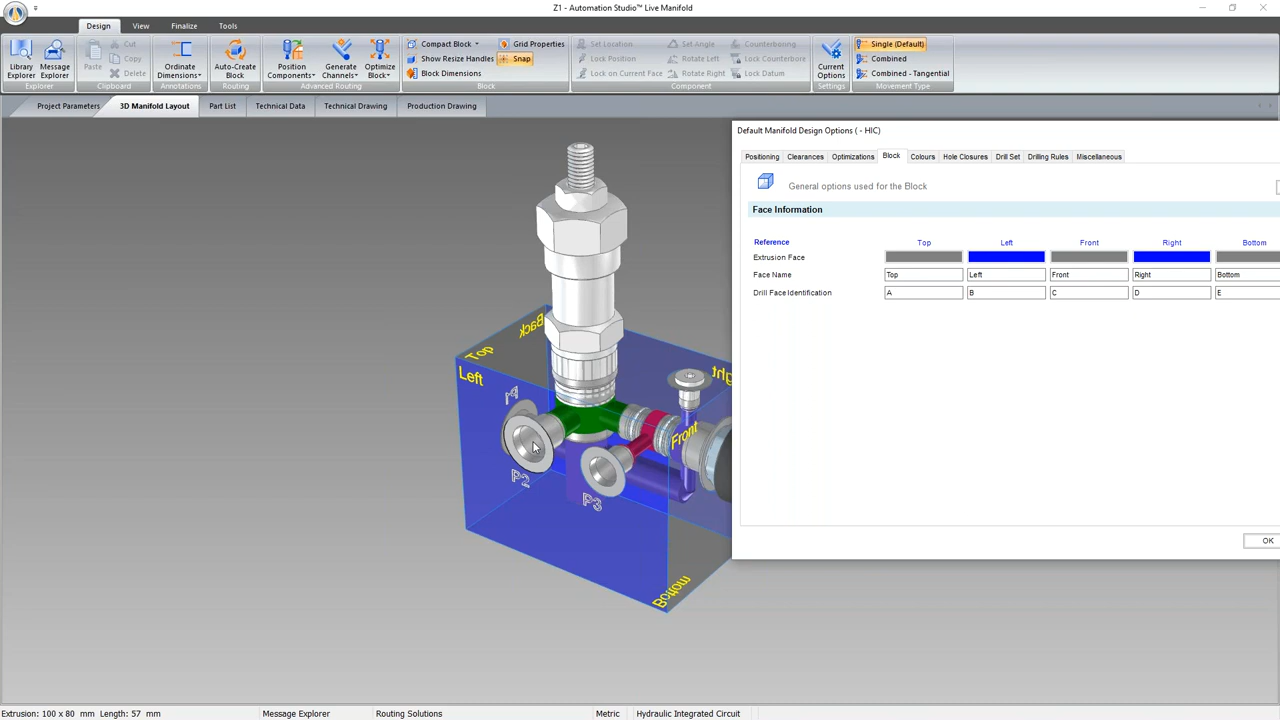 Z1 - Automation Studio™ Live Manifold
Design View Finalize Tools
Library Explorer
Message Explorer
Explorer
Paste
Cut
Copy
Delete
Clipboard
Ordinate Dimensions
Annotations
Auto-Create Block
Routing
Position Components
Generate Channels
Optimize Block
Advanced Routing
Compact Block
Show Resize Handles
Block Dimensions
Grid Properties
Snap
Block
Set Location
Lock Position
Lock on Current Face
Set Angle
Rotate Left
Rotate Right
Counterboring
Lock Counterbore
Lock Datum
Component
Current Options
Settings
Single (Default)
Combined
Combined - Tangential
Movement Type
Project Parameters 3D Manifold Layout Part List Technical Data Technical Drawing Production Drawing
Default Manifold Design Options ( - HIC)
Positioning Clearances Optimizations Block Colours Hole Closures Drill Set Drilling Rules Miscellaneous
General options used for the Block
Face Information
Reference Top Left Front Right Bottom
Extrusion Face
Face Name Top Left Front Right Bottom
Drill Face Identification A B C D E
OK
Back
Top
Left
Front
P2
P3
Bottom
Extrusion: 100 x 80 mm Length: 57 mm Message Explorer Routing Solutions Metric Hydraulic Integrated Circuit